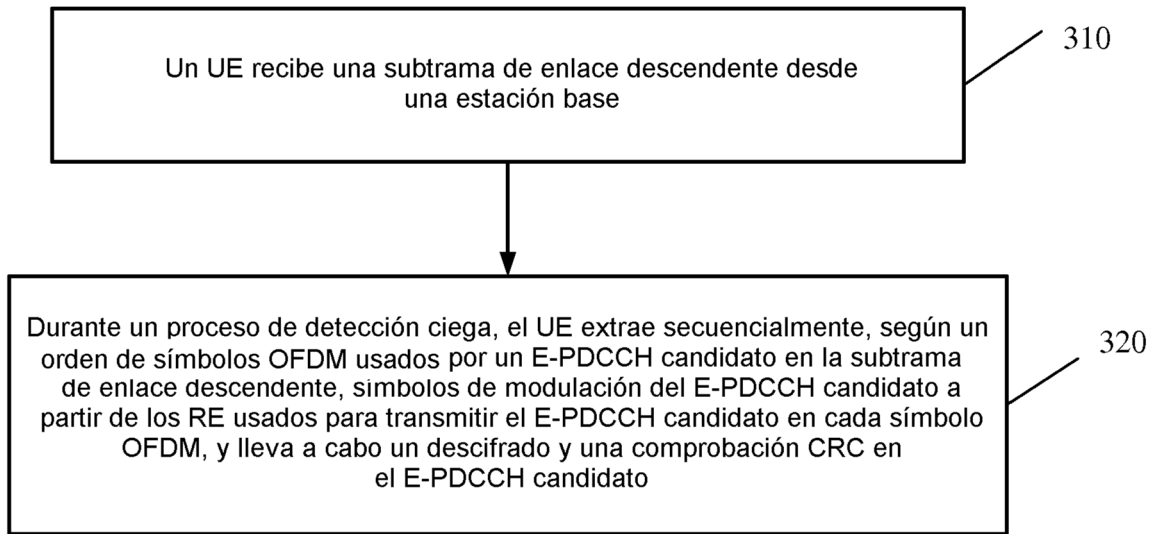 Un UE recibe una subtrama de enlace descendente desde
una estación base
310
Durante un proceso de detección ciega, el UE extrae secuencialmente, según un
orden de símbolos OFDM usados por un E-PDCCH candidato en la subtrama
de enlace descendente, símbolos de modulación del E-PDCCH candidato a
partir de los RE usados para transmitir el E-PDCCH candidato en cada símbolo
OFDM, y lleva a cabo un descifrado y una comprobación CRC en
el E-PDCCH candidato
320